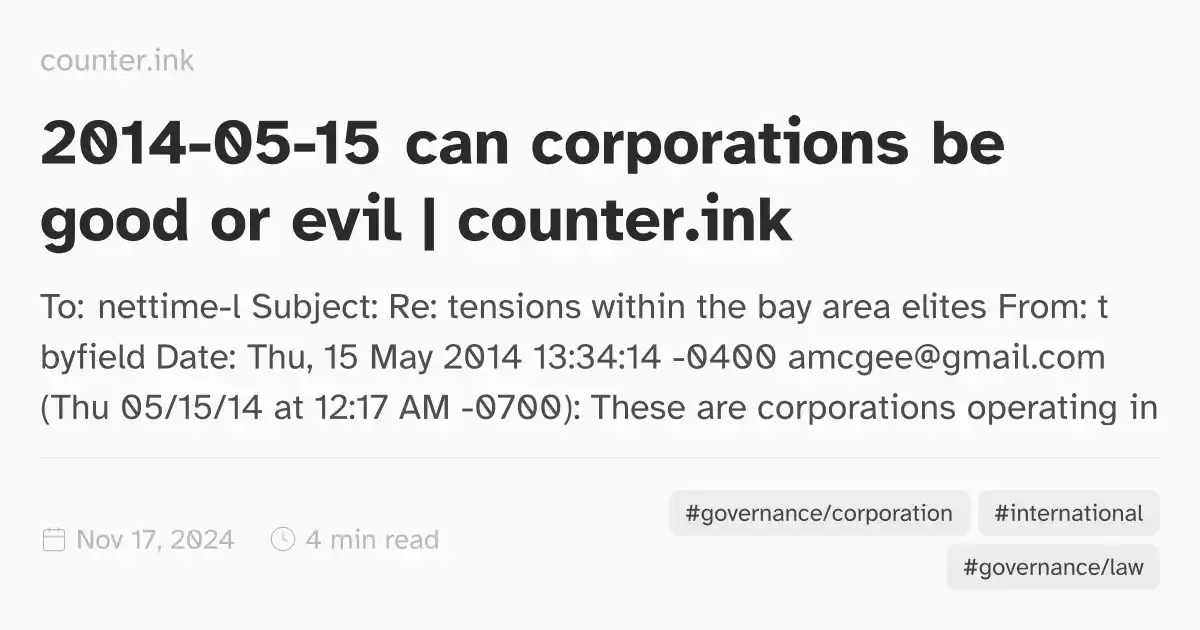 counter.ink
2014-05-15 can corporations be
good or evil | counter.ink
To: nettime-l Subject: Re: tensions within the bay area elites From: t
byfield Date: Thu, 15 May 2014 13:34:14 -0400 amcgee@gmail.com
(Thu 05/15/14 at 12:17 AM -0700): These are corporations operating in
#governance/corporation #international
Nov 17, 2024 4 min read
#governance/law